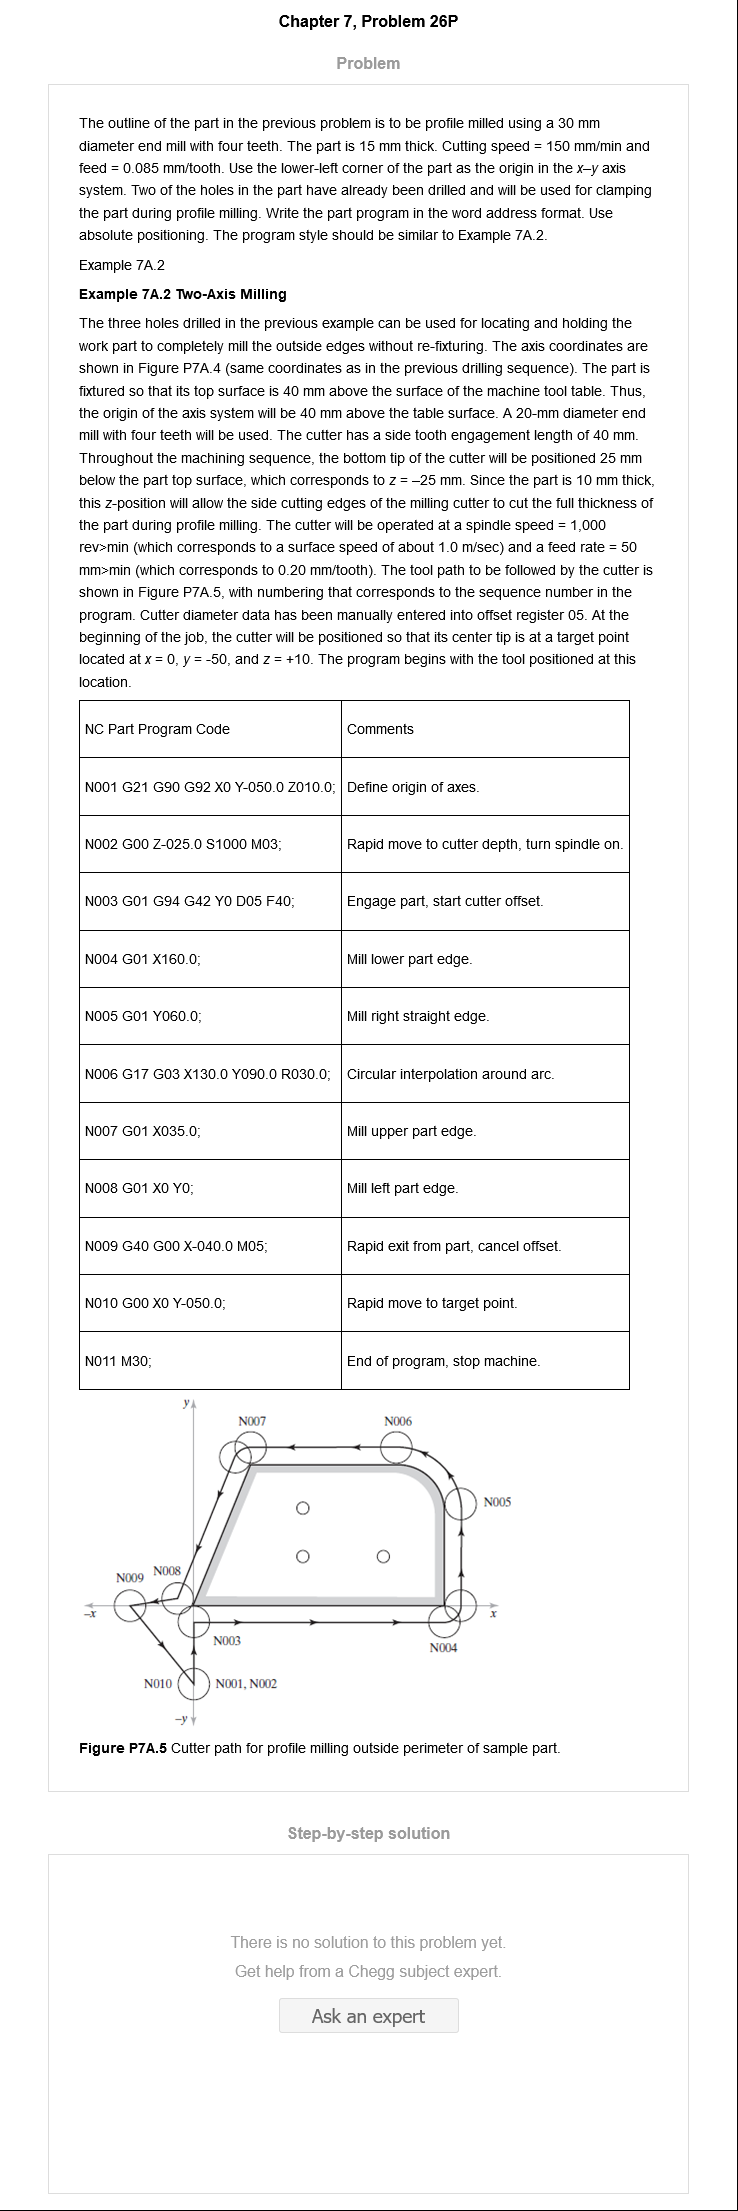 Chapter 7, Problem 26P
Problem
The outline of the part in the previous problem is to be profile milled using a 30 mm
diameter end mill with four teeth. The part is 15 mm thick. Cutting speed = 150 mm/min and
feed = 0.085 mm/tooth. Use the lower-left corner of the part as the origin in the x–y axis
system. Two of the holes in the part have already been drilled and will be used for clamping
the part during profile milling. Write the part program in the word address format. Use
absolute positioning. The program style should be similar to Example 7A.2.
Example 7A.2
Example 7A.2 Two-Axis Milling
The three holes drilled in the previous example can be used for locating and holding the
work part to completely mill the outside edges without re-fixturing. The axis coordinates are
shown in Figure P7A.4 (same coordinates as in the previous drilling sequence). The part is
fixtured so that its top surface is 40 mm above the surface of the machine tool table. Thus,
the origin of the axis system will be 40 mm above the table surface. A 20-mm diameter end
mill with four teeth will be used. The cutter has a side tooth engagement length of 40 mm.
Throughout the machining sequence, the bottom tip of the cutter will be positioned 25 mm
below the part top surface, which corresponds to z = –25 mm. Since the part is 10 mm thick,
this z-position will allow the side cutting edges of the milling cutter to cut the full thickness of
the part during profile milling. The cutter will be operated at a spindle speed = 1,000
rev>min (which corresponds to a surface speed of about 1.0 m/sec) and a feed rate = 50
mm>min (which corresponds to 0.20 mm/tooth). The tool path to be followed by the cutter is
shown in Figure P7A.5, with numbering that corresponds to the sequence number in the
program. Cutter diameter data has been manually entered into offset register 05. At the
beginning of the job, the cutter will be positioned so that its center tip is at a target point
located at x = 0, y = -50, and z = +10. The program begins with the tool positioned at this
location.
NC Part Program Code Comments
N001 G21 G90 G92 X0 Y-050.0 Z010.0; Define origin of axes.
N002 G00 Z-025.0 S1000 M03; Rapid move to cutter depth, turn spindle on.
N003 G01 G94 G42 Y0 D05 F40; Engage part, start cutter offset.
N004 G01 X160.0; Mill lower part edge.
N005 G01 Y060.0; Mill right straight edge.
N006 G17 G03 X130.0 Y090.0 R030.0; Circular interpolation around arc.
N007 G01 X035.0; Mill upper part edge.
N008 G01 X0 Y0; Mill left part edge.
N009 G40 G00 X-040.0 M05; Rapid exit from part, cancel offset.
N010 G00 X0 Y-050.0; Rapid move to target point.
N011 M30; End of program, stop machine.
y
N007 N006
N005
N009 N008
–x x
N003
N004
N010 N001, N002
–y
Figure P7A.5 Cutter path for profile milling outside perimeter of sample part.
Step-by-step solution
There is no solution to this problem yet.
Get help from a Chegg subject expert.
Ask an expert